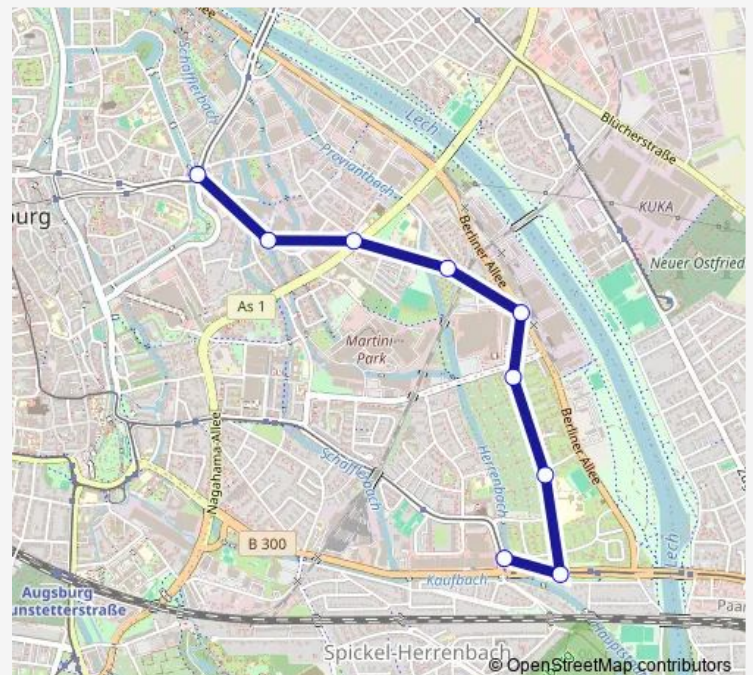 Schäfflerbach
Lech
Proviantbach
Blücherstraße
burg
KUKA
Berliner Allee
Neuer Ostfried
As 1
Martini
Park
Nagahama-Allee
Berliner Allee
Schäfflerbach
Herrenbach
B 300
Lech
Kaufbach
Augsburg
unstetterstraße
Paar
Spickel-Herrenbach
© OpenStreetMap contributors